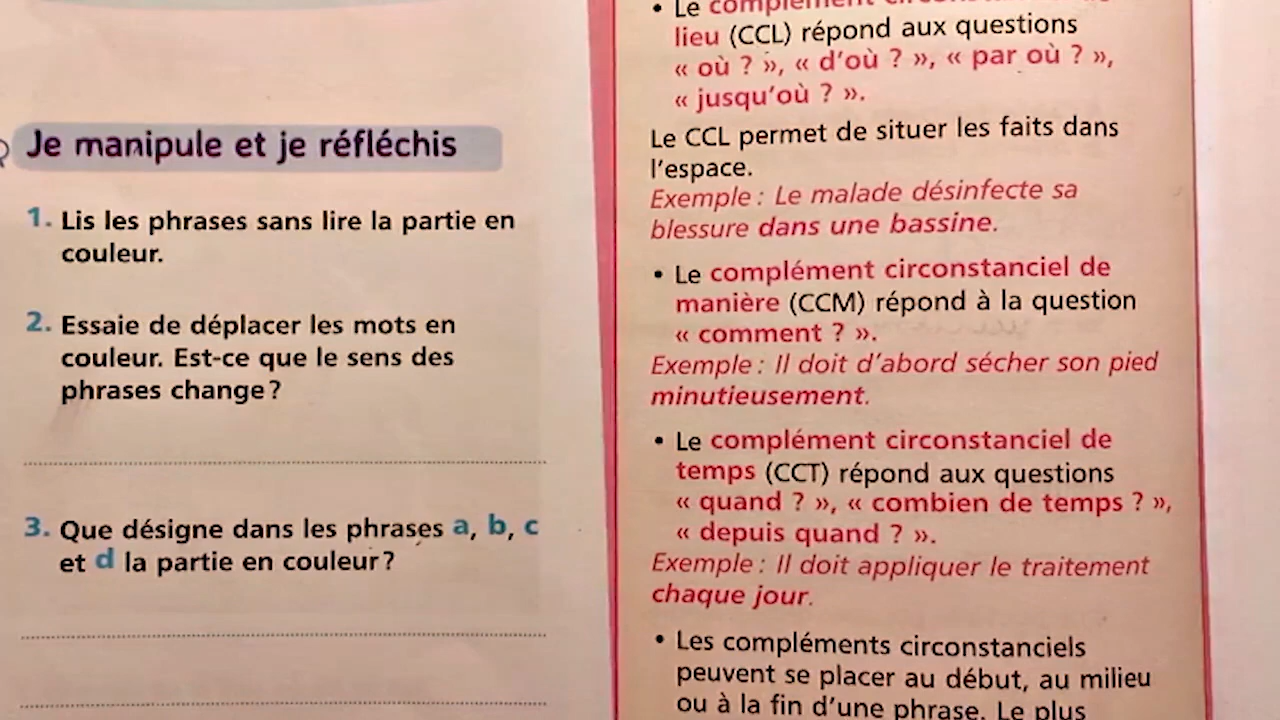 Je manipule et je réfléchis
1. Lis les phrases sans lire la partie en
couleur.
2. Essaie de déplacer les mots en
couleur. Est-ce que le sens des
phrases change ?
3. Que désigne dans les phrases a, b, c
et d la partie en couleur ?
• Le complément
lieu (CCL) répond aux questions
« où ? », « d'où ? », « par où ? »,
« jusqu'où ? ».
Le CCL permet de situer les faits dans
l'espace.
Exemple : Le malade désinfecte sa
blessure dans une bassine.
• Le complément circonstanciel de
manière (CCM) répond à la question
« comment ? ».
Exemple : Il doit d'abord sécher son pied
minutieusement.
• Le complément circonstanciel de
temps (CCT) répond aux questions
« quand ? », « combien de temps ? »,
« depuis quand ? ».
Exemple : Il doit appliquer le traitement
chaque jour.
• Les compléments circonstanciels
peuvent se placer au début, au milieu
ou à la fin d'une phrase. Le plus